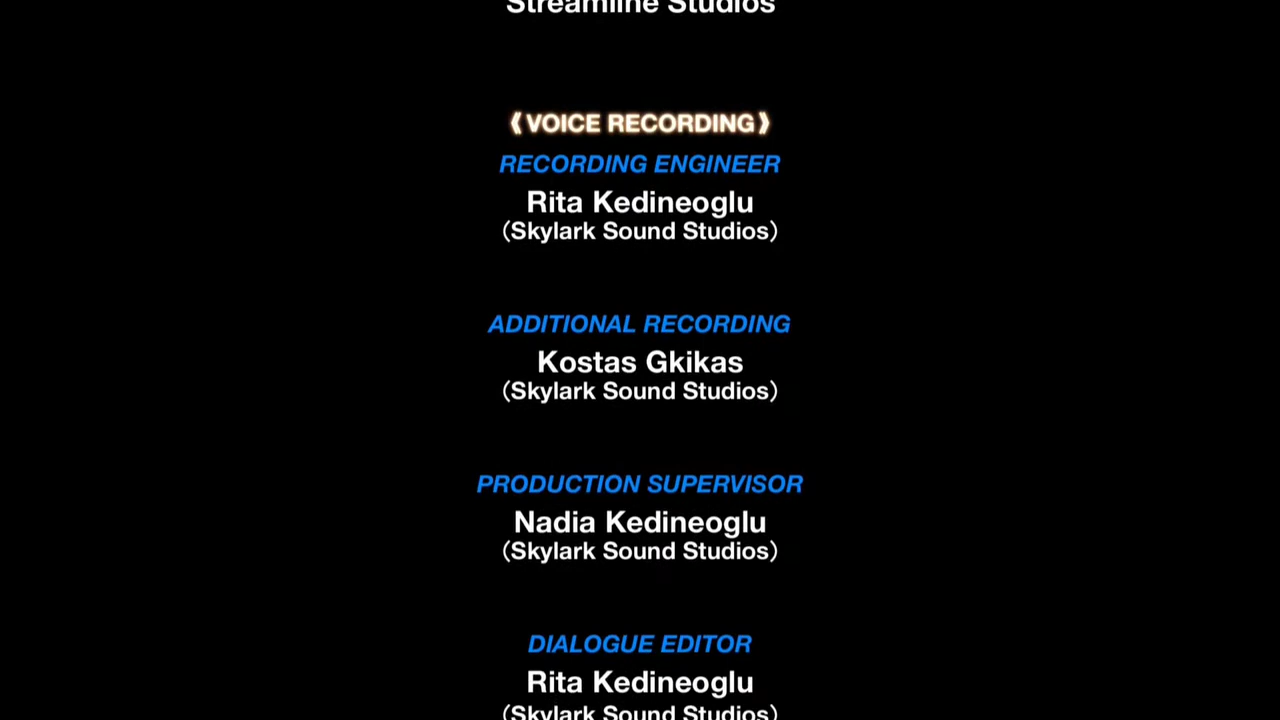 Streamline Studios
《VOICE RECORDING》
RECORDING ENGINEER
Rita Kedineoglu
(Skylark Sound Studios)
ADDITIONAL RECORDING
Kostas Gkikas
(Skylark Sound Studios)
PRODUCTION SUPERVISOR
Nadia Kedineoglu
(Skylark Sound Studios)
DIALOGUE EDITOR
Rita Kedineoglu
(Skylark Sound Studios)